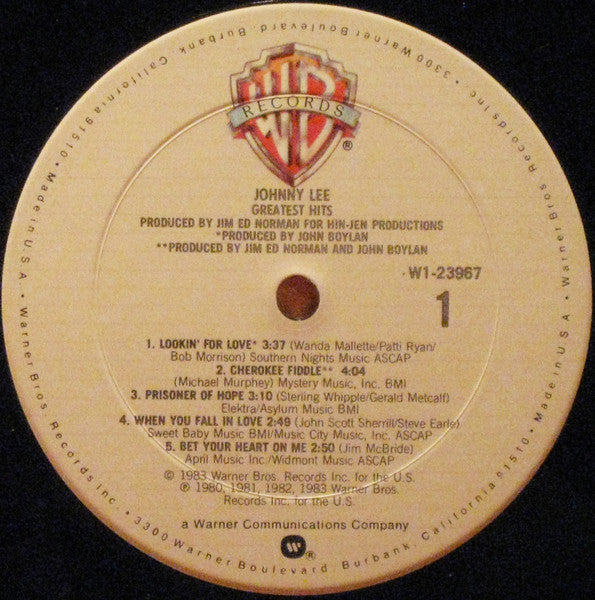 WB
RECORDS
®
JOHNNY LEE
GREATEST HITS
PRODUCED BY JIM ED NORMAN FOR HIN-JEN PRODUCTIONS
*PRODUCED BY JOHN BOYLAN
**PRODUCED BY JIM ED NORMAN AND JOHN BOYLAN
W1-23967
1
1. LOOKIN' FOR LOVE* 3:37 (Wanda Mallette/Patti Ryan/
Bob Morrison) Southern Nights Music ASCAP
2. CHEROKEE FIDDLE** 4:04
(Michael Murphey) Mystery Music, Inc. BMI
3. PRISONER OF HOPE 3:10 (Sterling Whipple/Gerald Metcalf)
Elektra/Asylum Music BMI
4. WHEN YOU FALL IN LOVE 2:49 (John Scott Sherrill/Steve Earle)
Sweet Baby Music BMI/Music City Music, Inc. ASCAP
5. BET YOUR HEART ON ME 2:50 (Jim McBride)
April Music Inc./Widmont Music ASCAP
© 1983 Warner Bros. Records Inc. for the U.S.
℗ 1980, 1981, 1982, 1983 Warner Bros.
Records Inc. for the U.S.
a Warner Communications Company
®
Warner Bros. Records Inc. • 3300 Warner Boulevard, Burbank, California 91510 • Made in U.S.A. •
Warner Bros. Records Inc. • 3300 Warner Boulevard, Burbank, California 91510 • Made in U.S.A. •